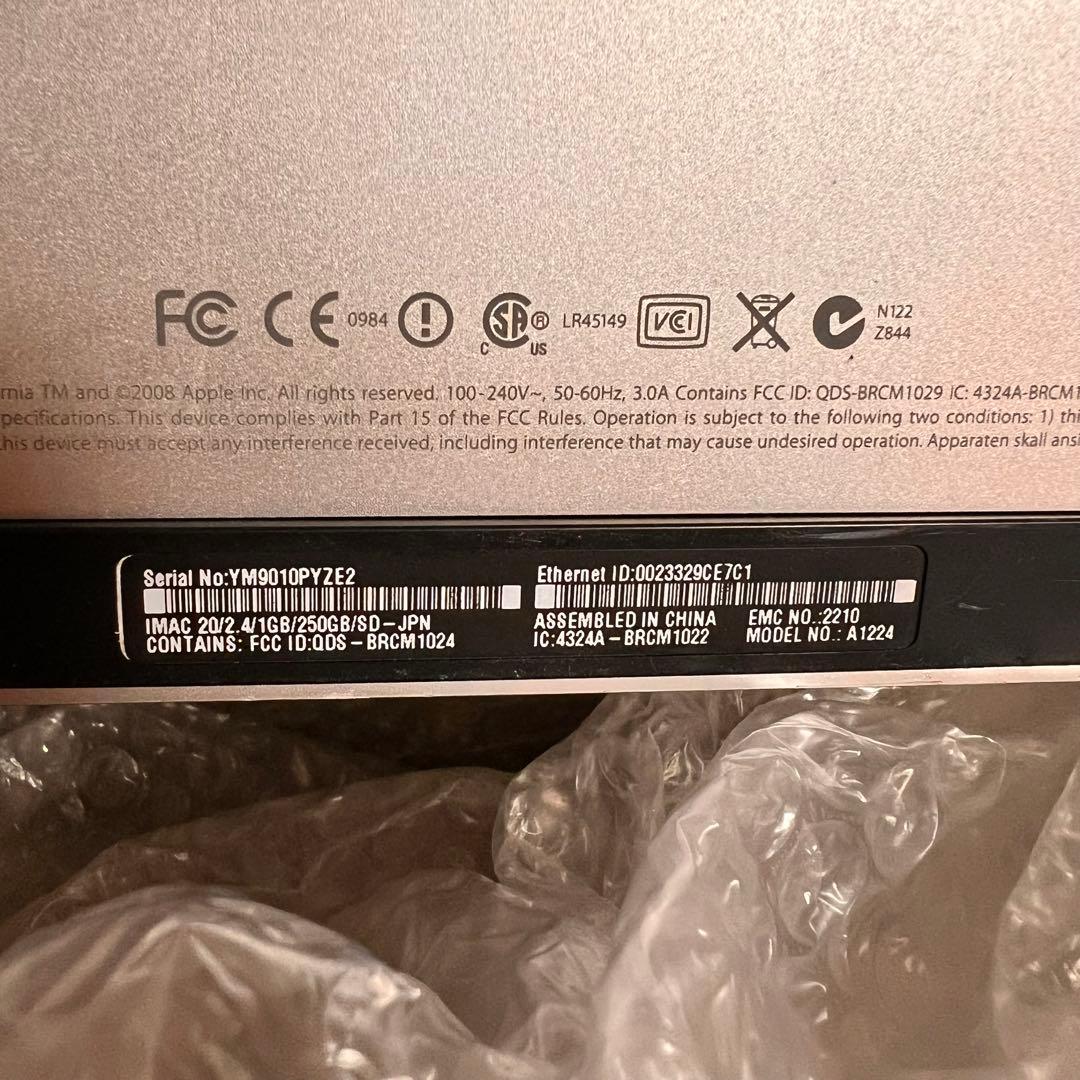 FC CE 0984 SA® C US LR45149 VCI N122 Z844
rnia TM and ©2008 Apple Inc. All rights reserved. 100-240V~, 50-60Hz, 3.0A Contains FCC ID: QDS-BRCM1029 IC: 4324A-BRCM1
pecifications. This device complies with Part 15 of the FCC Rules. Operation is subject to the following two conditions: 1) thi
his device must accept any interference received, including interference that may cause undesired operation. Apparaten skall ansl
Serial No:YM9010PYZE2 Ethernet ID:0023329CE7C1
IMAC 20/2.4/1GB/250GB/SD-JPN ASSEMBLED IN CHINA EMC NO.:2210
CONTAINS: FCC ID:QDS-BRCM1024 IC:4324A-BRCM1022 MODEL NO.: A1224